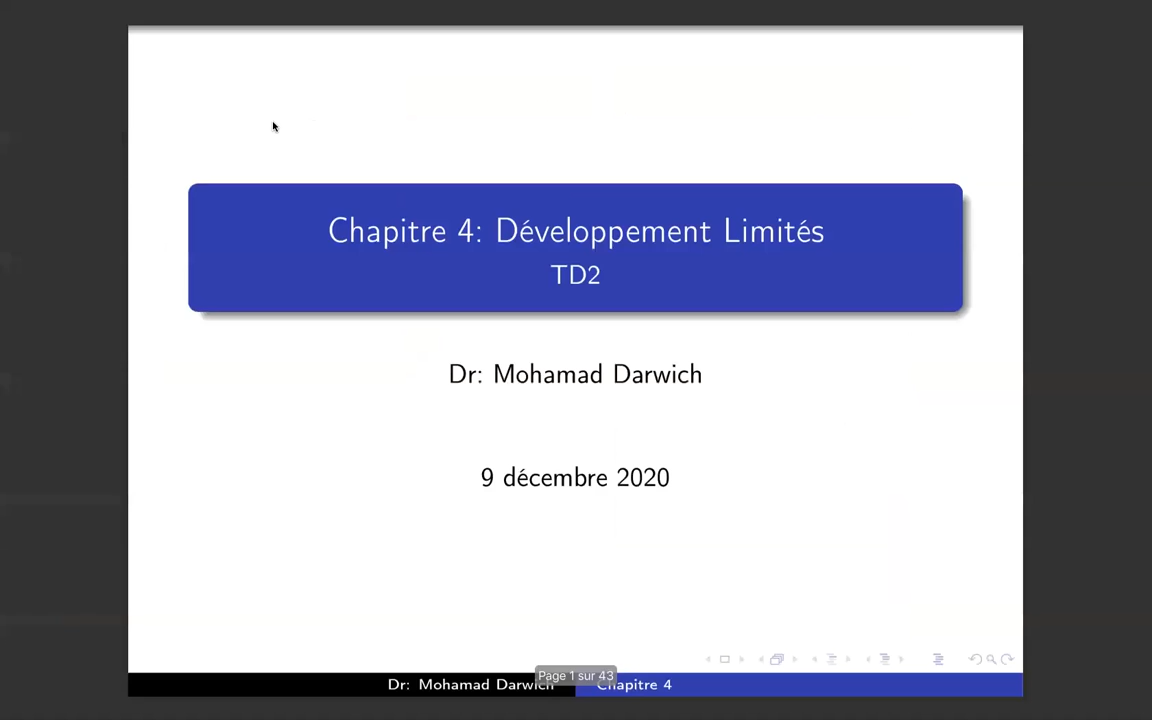 Chapitre 4: Développement Limités
TD2
Dr: Mohamad Darwich
9 décembre 2020
Page 1 sur 43
Dr: Mohamad Darwich
Chapitre 4